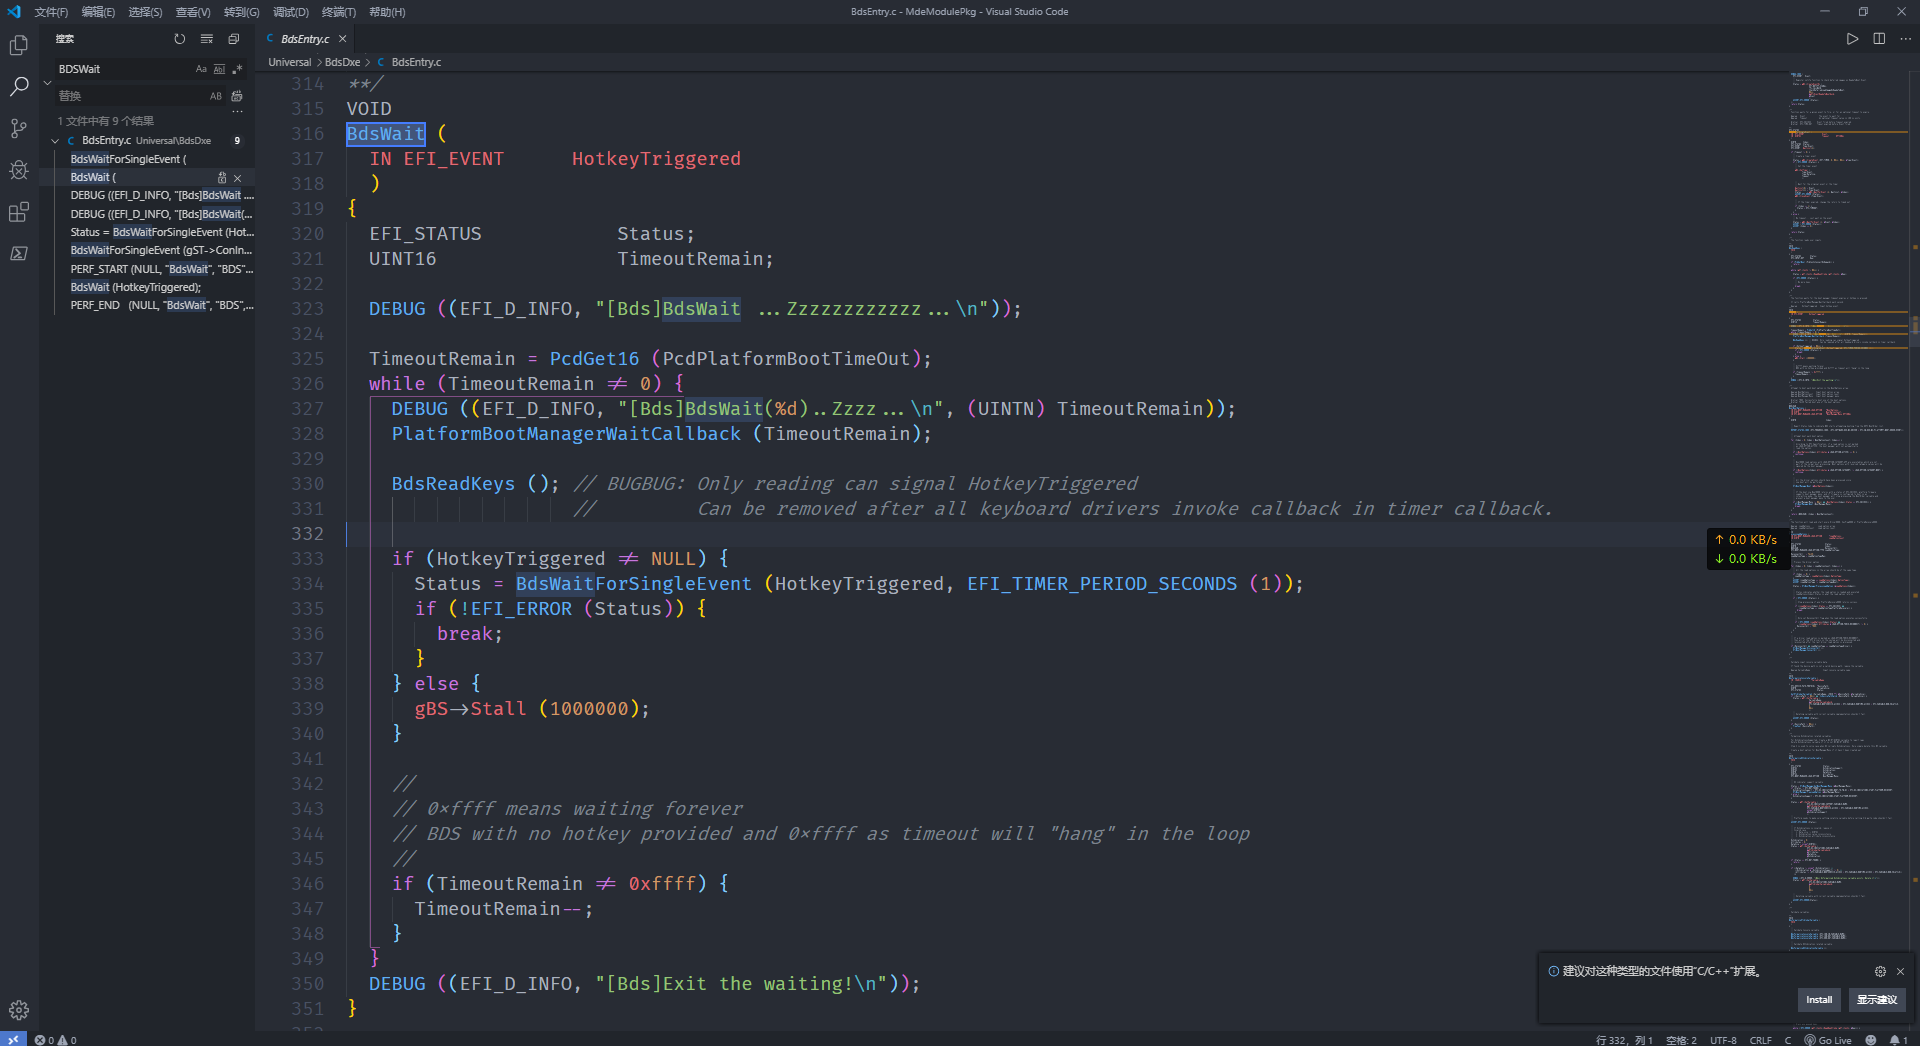 文件(F) 编辑(E) 选择(S) 查看(V) 转到(G) 调试(D) 终端(T) 帮助(H)
BdsEntry.c - MdeModulePkg - Visual Studio Code
搜索
BDSWait
Aa Abl .*
替换
AB
1 文件中有 9 个结果
BdsEntry.c Universal\BdsDxe 9
BdsWaitForSingleEvent (
BdsWait (
DEBUG ((EFI_D_INFO, "[Bds]BdsWait ...
DEBUG ((EFI_D_INFO, "[Bds]BdsWait(...
Status = BdsWaitForSingleEvent (Hot...
BdsWaitForSingleEvent (gST->ConIn...
PERF_START (NULL, "BdsWait", "BDS"...
BdsWait (HotkeyTriggered);
PERF_END (NULL, "BdsWait", "BDS",...
C BdsEntry.c
Universal > BdsDxe > C BdsEntry.c
314 **/
315 VOID
316 BdsWait (
317 IN EFI_EVENT HotkeyTriggered
318 )
319 {
320 EFI_STATUS Status;
321 UINT16 TimeoutRemain;
322
323 DEBUG ((EFI_D_INFO, "[Bds]BdsWait ...Zzzzzzzzzzzz...\n"));
324
325 TimeoutRemain = PcdGet16 (PcdPlatformBootTimeOut);
326 while (TimeoutRemain != 0) {
327 DEBUG ((EFI_D_INFO, "[Bds]BdsWait(%d)..Zzzz...\n", (UINTN) TimeoutRemain));
328 PlatformBootManagerWaitCallback (TimeoutRemain);
329
330 BdsReadKeys (); // BUGBUG: Only reading can signal HotkeyTriggered
331 // Can be removed after all keyboard drivers invoke callback in timer callback.
332
333 if (HotkeyTriggered != NULL) {
334 Status = BdsWaitForSingleEvent (HotkeyTriggered, EFI_TIMER_PERIOD_SECONDS (1));
335 if (!EFI_ERROR (Status)) {
336 break;
337 }
338 } else {
339 gBS->Stall (1000000);
340 }
341
342 //
343 // 0xffff means waiting forever
344 // BDS with no hotkey provided and 0xffff as timeout will "hang" in the loop
345 //
346 if (TimeoutRemain != 0xffff) {
347 TimeoutRemain--;
348 }
349 }
350 DEBUG ((EFI_D_INFO, "[Bds]Exit the waiting!\n"));
351 }
↑ 0.0 KB/s
↓ 0.0 KB/s
建议对这种类型的文件使用"C/C++"扩展。
Install 显示建议
0 0
行 332，列 1 空格: 2 UTF-8 CRLF C Go Live 1